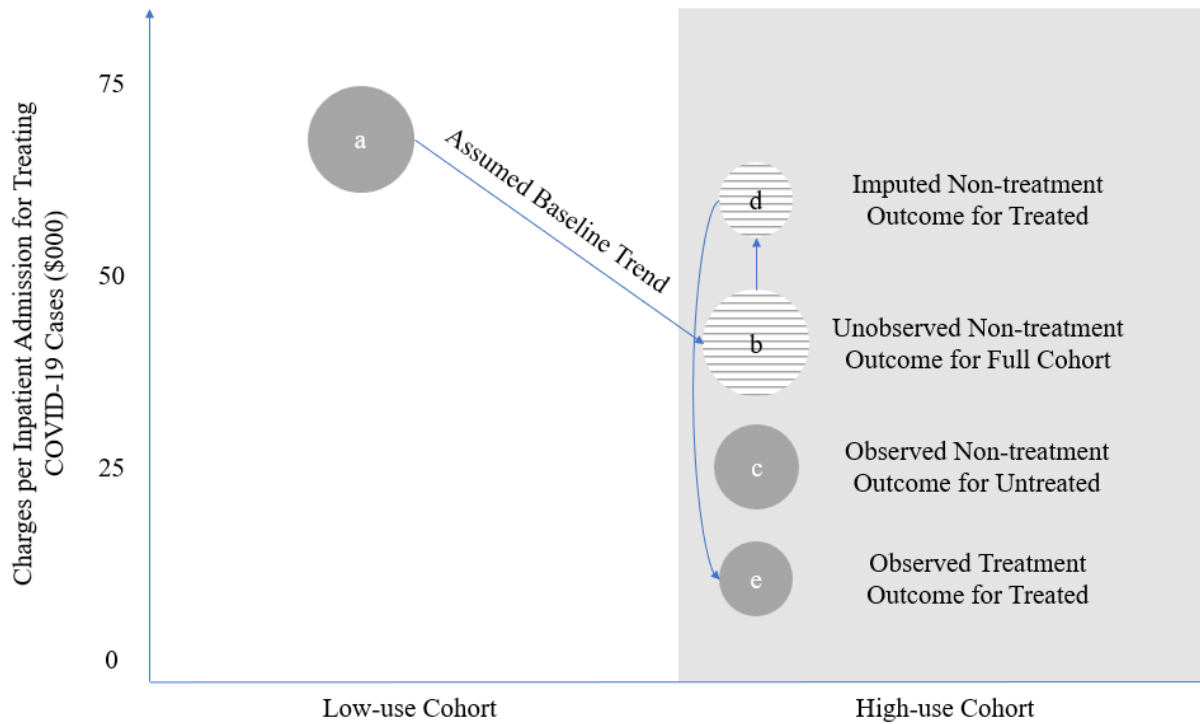 Charges per Inpatient Admission for Treating
COVID-19 Cases ($000)
75
50
25
0
a
Assumed Baseline Trend
d
Imputed Non-treatment
Outcome for Treated
b
Unobserved Non-treatment
Outcome for Full Cohort
c
Observed Non-treatment
Outcome for Untreated
e
Observed Treatment
Outcome for Treated
Low-use Cohort
High-use Cohort